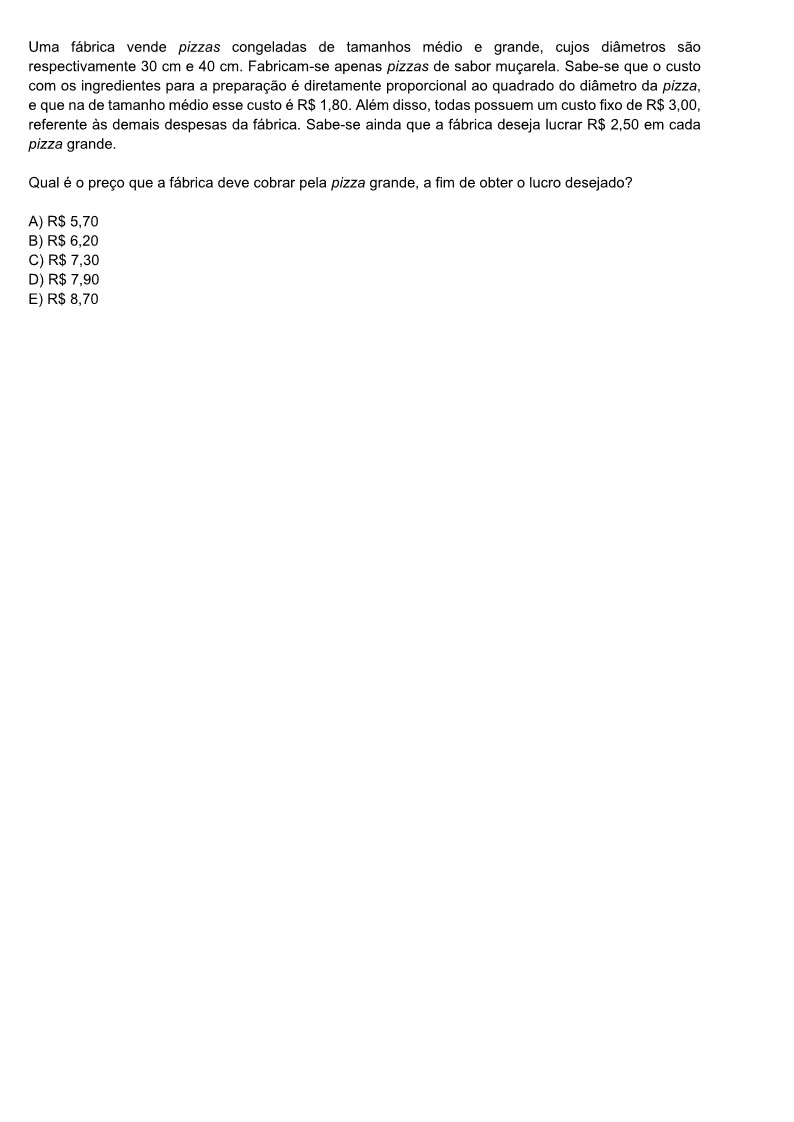 Uma fábrica vende pizzas congeladas de tamanhos médio e grande, cujos diâmetros são
respectivamente 30 cm e 40 cm. Fabricam-se apenas pizzas de sabor muçarela. Sabe-se que o custo
com os ingredientes para a preparação é diretamente proporcional ao quadrado do diâmetro da pizza,
e que na de tamanho médio esse custo é R$ 1,80. Além disso, todas possuem um custo fixo de R$ 3,00,
referente às demais despesas da fábrica. Sabe-se ainda que a fábrica deseja lucrar R$ 2,50 em cada
pizza grande.
Qual é o preço que a fábrica deve cobrar pela pizza grande, a fim de obter o lucro desejado?
A) R$ 5,70
B) R$ 6,20
C) R$ 7,30
D) R$ 7,90
E) R$ 8,70